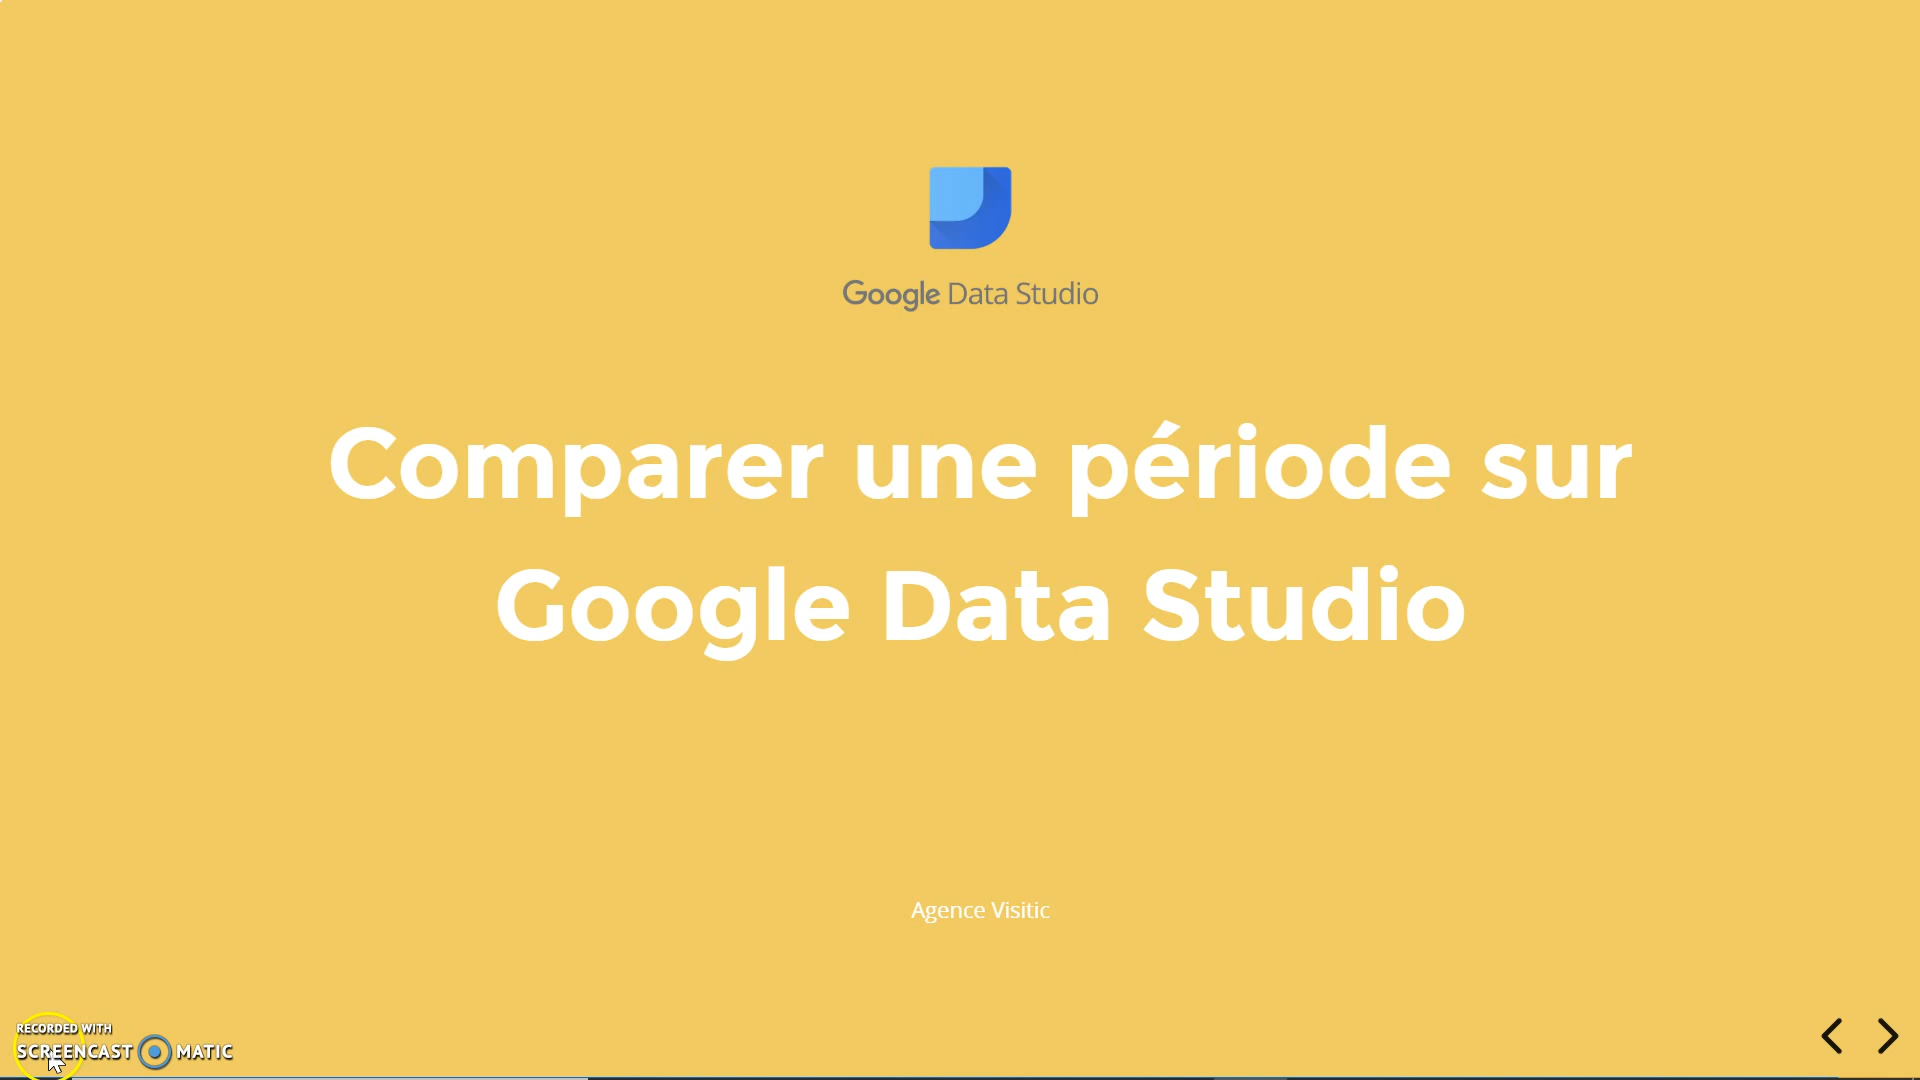 Google Data Studio
Comparer une période sur
Google Data Studio
Agence Visitic
RECORDED WITH
SCREENCAST MATIC